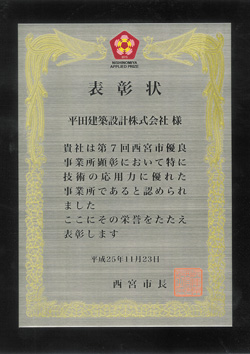 NISHINOMIYA
APPLIED PRIZE
表彰状
平田建築設計株式会社 様
貴社は第7回西宮市優良
事業所顕彰において特に
技術の応用力に優れた
事業所であると認められ
ました
ここにその栄誉をたたえ
表彰します
平成25年11月23日
西宮市長